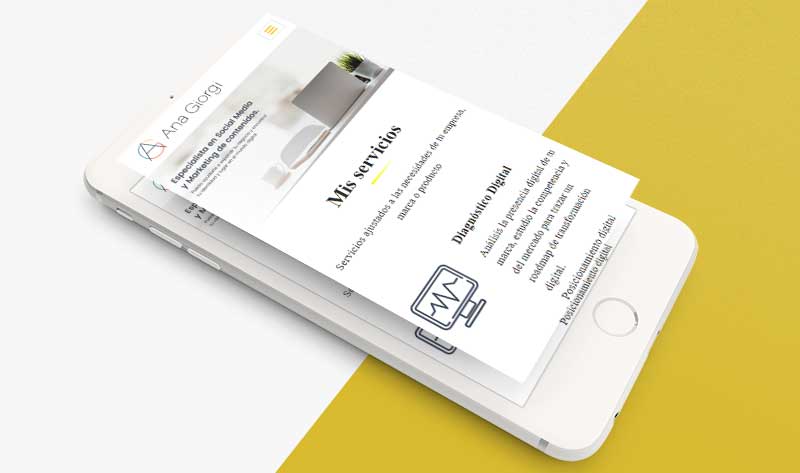 Ana Giorgi
Especialista en Social Media
y Marketing de contenidos.
Mis servicios
Servicios ajustados a las necesidades de tu empresa,
marca o producto
Diagnóstico Digital
Análisis la presencia digital de tu
marca, estudio la competencia y
del mercado para trazar un
roadmap de transformación
digital.
Posicionamiento digital
Posicionamiento digital